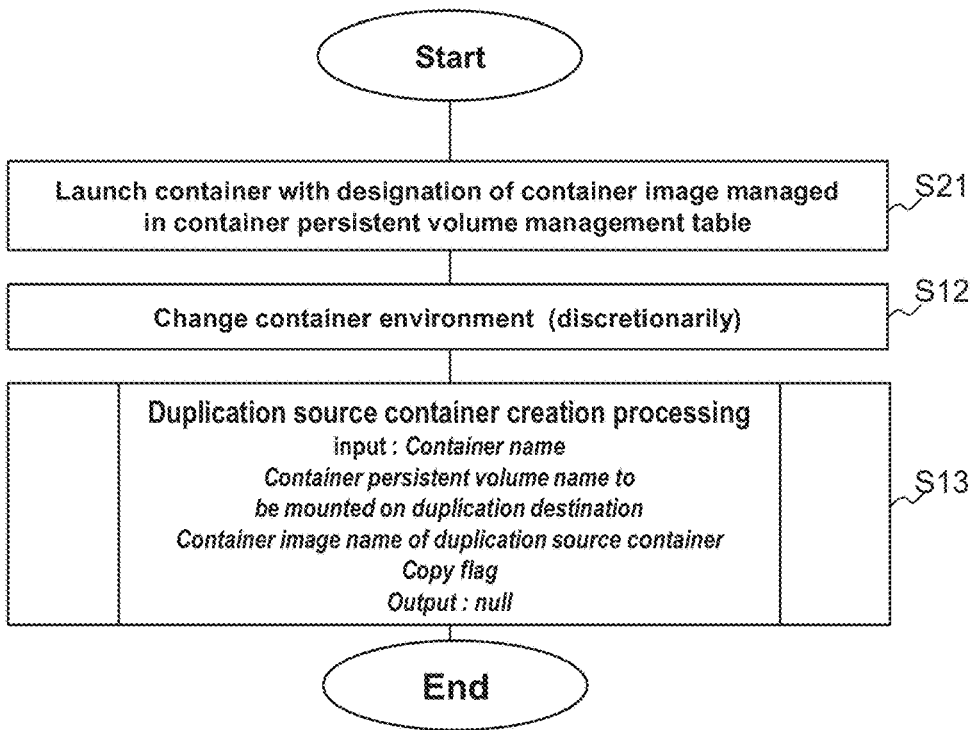 Start
Launch container with designation of container image managed
in container persistent volume management table
S21
Change container environment (discretionarily)
S12
Duplication source container creation processing
input : Container name
Container persistent volume name to
be mounted on duplication destination
Container image name of duplication source container
Copy flag
Output : null
S13
End